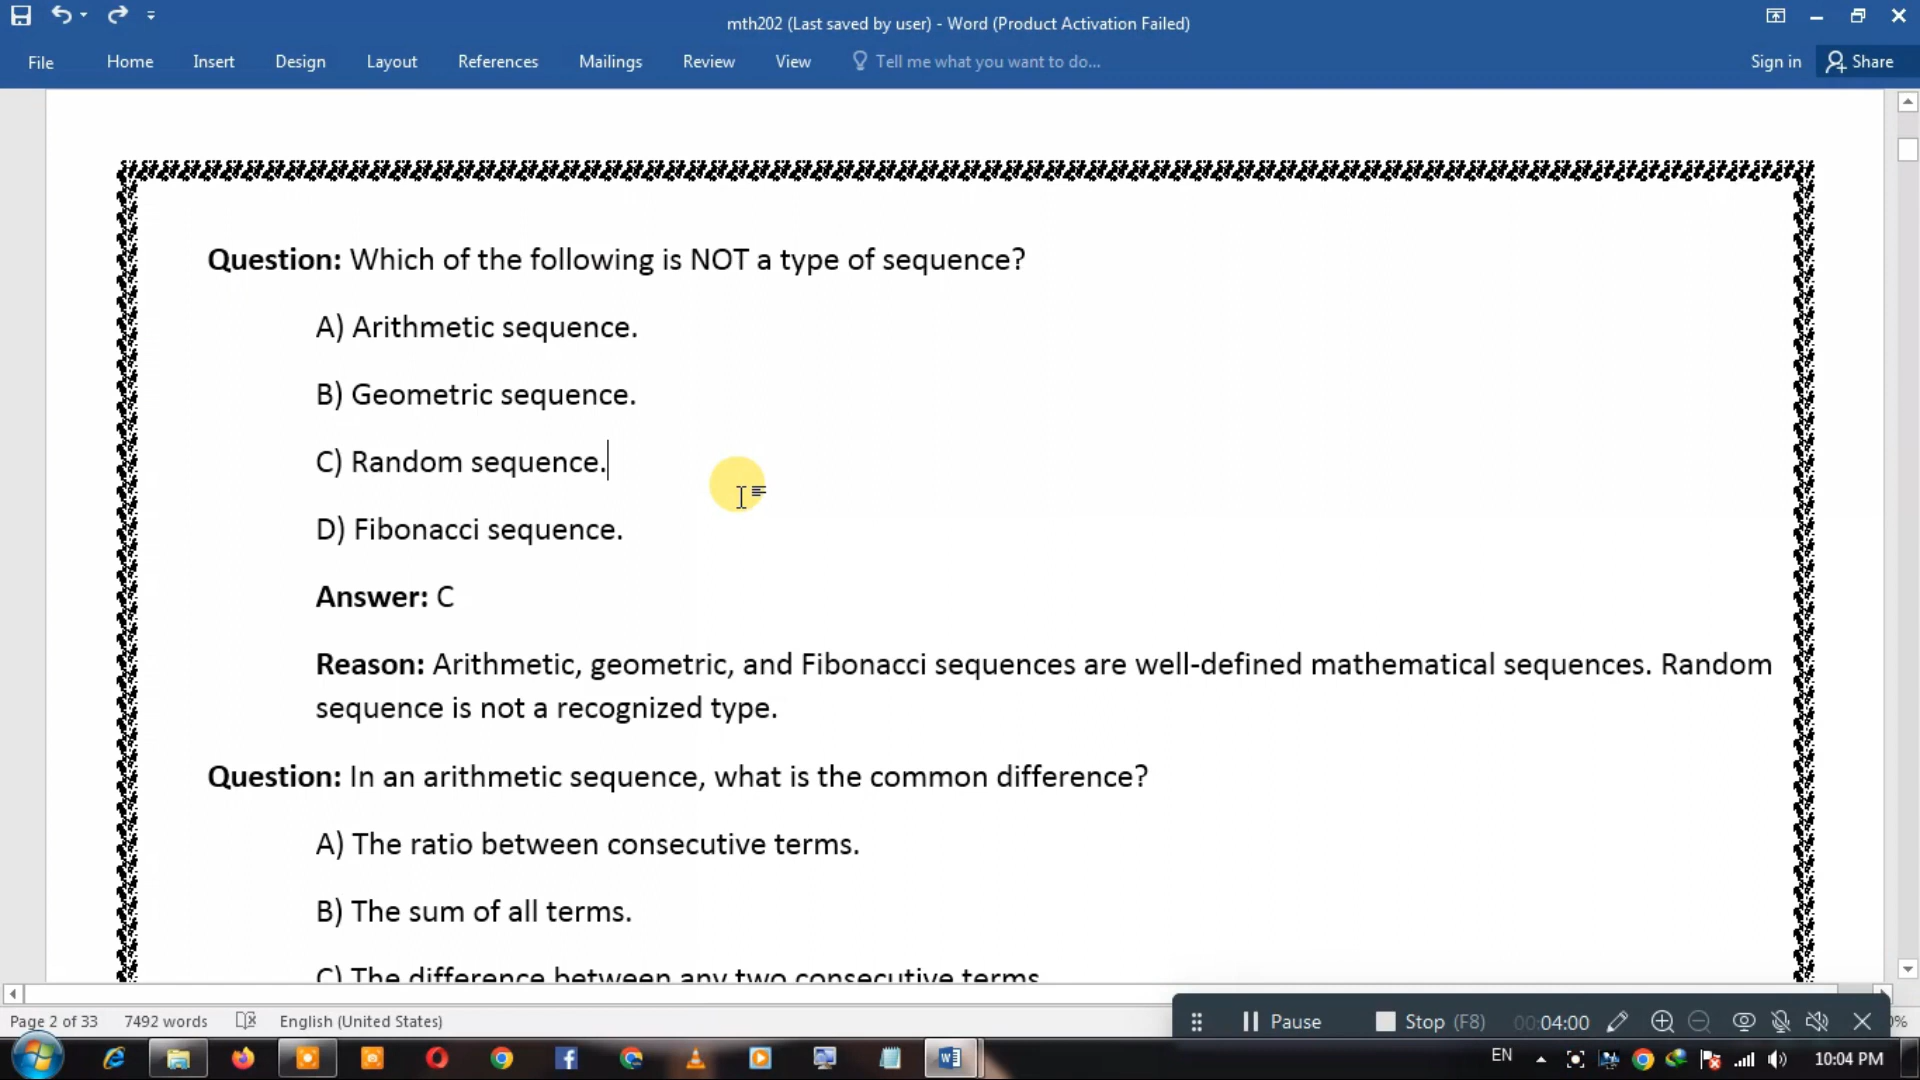 mth202 (Last saved by user) - Word (Product Activation Failed)
File Home Insert Design Layout References Mailings Review View Tell me what you want to do... Sign in Share
Question: Which of the following is NOT a type of sequence?
A) Arithmetic sequence.
B) Geometric sequence.
C) Random sequence.
D) Fibonacci sequence.
Answer: C
Reason: Arithmetic, geometric, and Fibonacci sequences are well-defined mathematical sequences. Random
sequence is not a recognized type.
Question: In an arithmetic sequence, what is the common difference?
A) The ratio between consecutive terms.
B) The sum of all terms.
C) The difference between any two consecutive terms
Page 2 of 33 7492 words English (United States) Pause Stop (F8) 00:04:00 0%
EN 10:04 PM